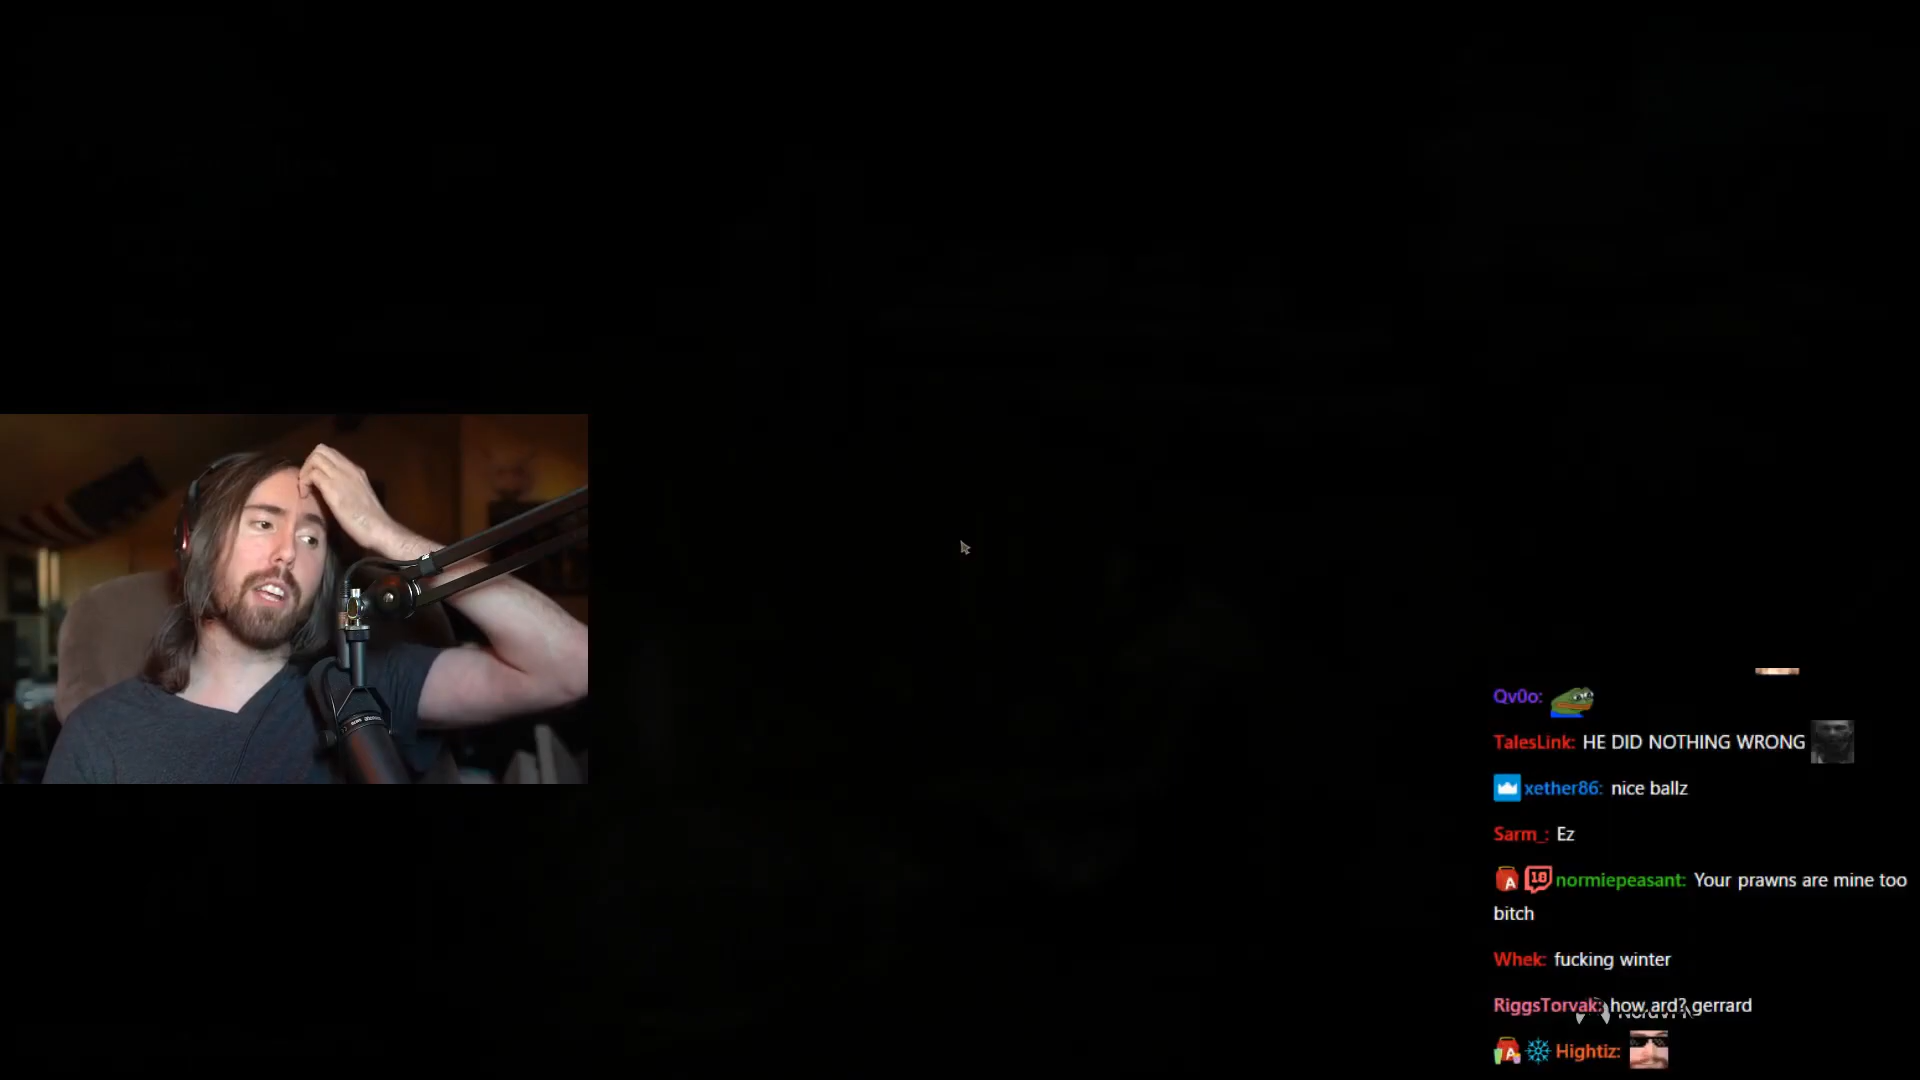 Qv0o:
TalesLink: HE DID NOTHING WRONG
xether86: nice ballz
Sarm_: Ez
18 normiepeasant: Your prawns are mine too
bitch
Whek: fucking winter
RiggsTorvak: how ard? gerrard
Hightiz: